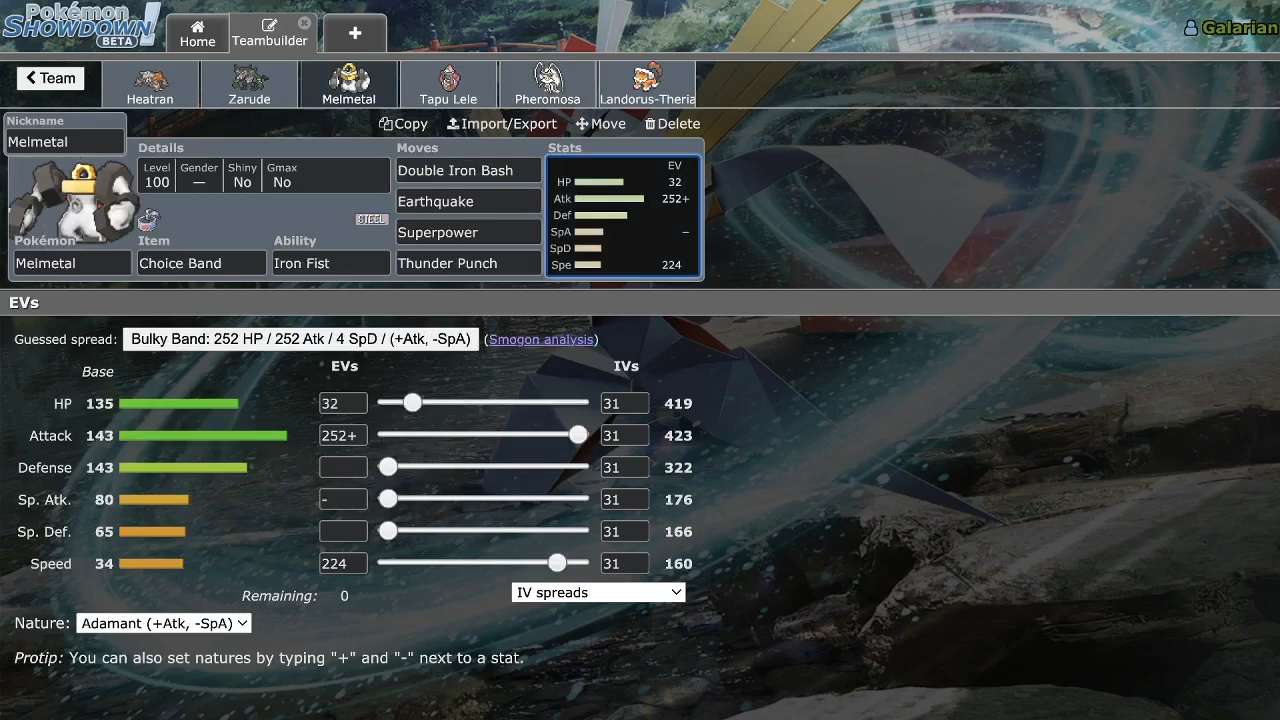 Pokémon
SHOWDOWN!
BETA
Home
Teambuilder
+
Galarian
Team
Heatran
Zarude
Melmetal
Tapu Lele
Pheromosa
Landorus-Theria
Copy
Import/Export
Move
Delete
Nickname
Melmetal
Details
Level
100
Gender
—
Shiny
No
Gmax
No
STEEL
Pokémon
Melmetal
Item
Choice Band
Ability
Iron Fist
Moves
Double Iron Bash
Earthquake
Superpower
Thunder Punch
Stats
EV
HP 32
Atk 252+
Def
SpA –
SpD
Spe 224
EVs
Guessed spread: Bulky Band: 252 HP / 252 Atk / 4 SpD / (+Atk, -SpA) (Smogon analysis)
Base EVs IVs
HP 135 32 31 419
Attack 143 252+ 31 423
Defense 143 31 322
Sp. Atk. 80 - 31 176
Sp. Def. 65 31 166
Speed 34 224 31 160
Remaining: 0 IV spreads
Nature: Adamant (+Atk, -SpA)
Protip: You can also set natures by typing "+" and "-" next to a stat.